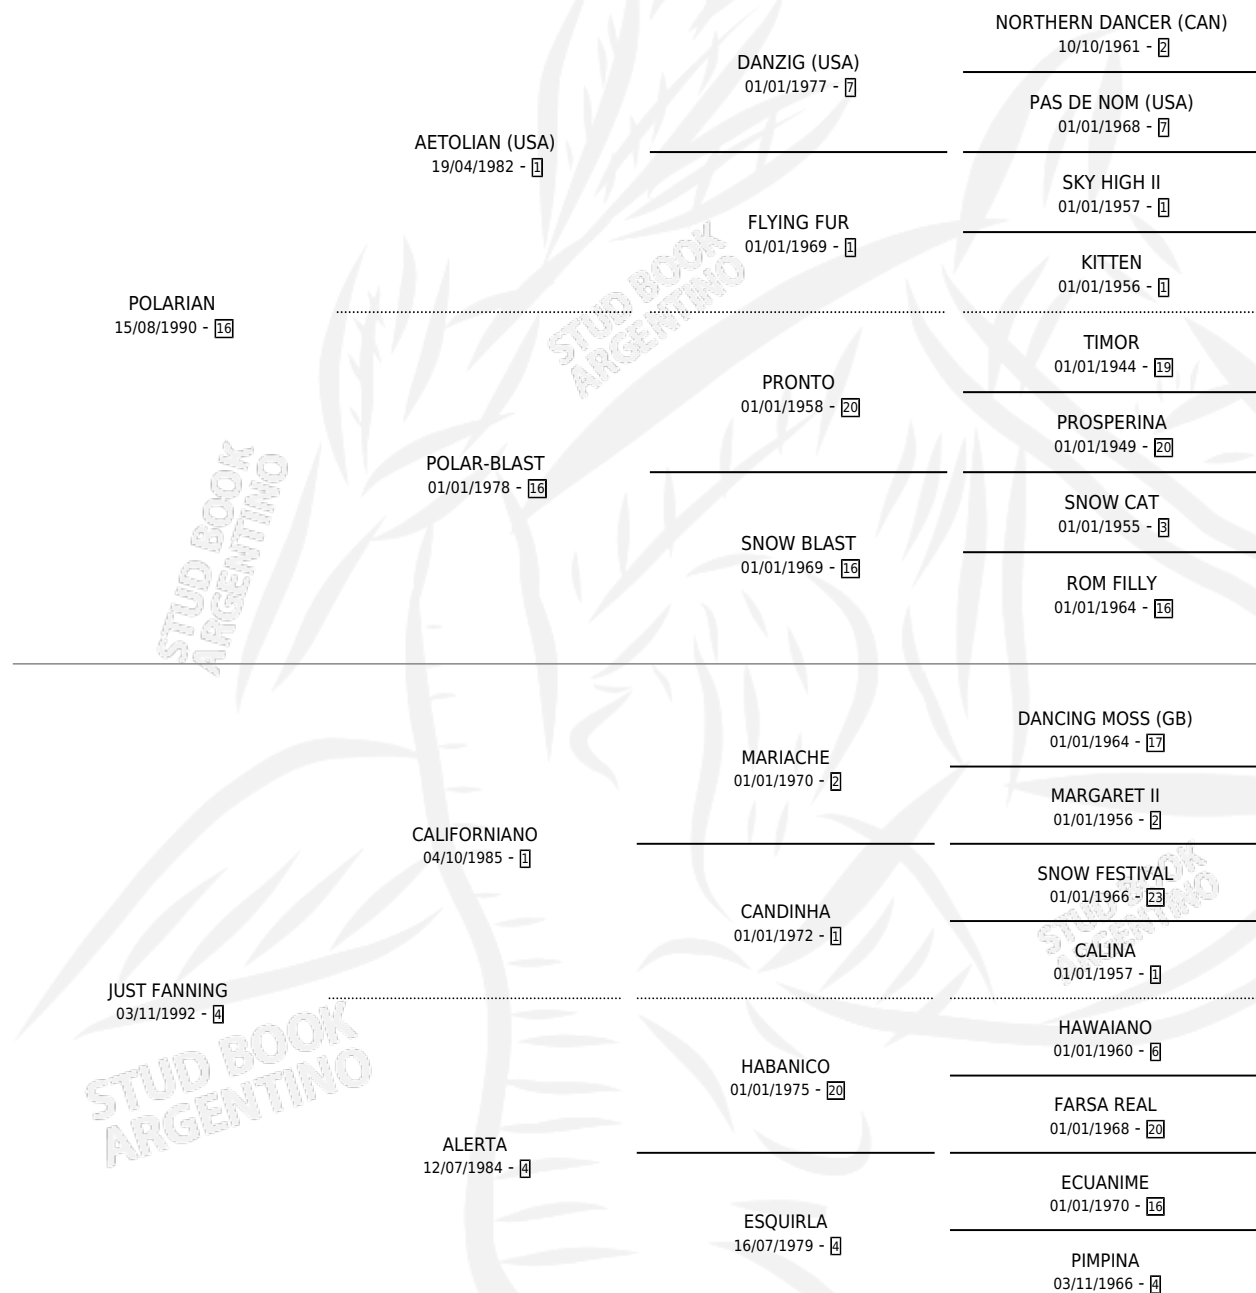 NORTHERN DANCER (CAN)
10/10/1961 - 2
DANZIG (USA)
01/01/1977 - 7
PAS DE NOM (USA)
01/01/1968 - 7
AETOLIAN (USA)
19/04/1982 - 1
SKY HIGH II
01/01/1957 - 1
FLYING FUR
01/01/1969 - 1
KITTEN
01/01/1956 - 1
POLARIAN
15/08/1990 - 16
TIMOR
01/01/1944 - 19
PRONTO
01/01/1958 - 20
PROSPERINA
01/01/1949 - 20
POLAR-BLAST
01/01/1978 - 16
SNOW CAT
01/01/1955 - 3
SNOW BLAST
01/01/1969 - 16
ROM FILLY
01/01/1964 - 16
DANCING MOSS (GB)
01/01/1964 - 17
MARIACHE
01/01/1970 - 2
MARGARET II
01/01/1956 - 2
CALIFORNIANO
04/10/1985 - 1
SNOW FESTIVAL
01/01/1966 - 23
CANDINHA
01/01/1972 - 1
CALINA
01/01/1957 - 1
JUST FANNING
03/11/1992 - 4
HAWAIANO
01/01/1960 - 6
HABANICO
01/01/1975 - 20
FARSA REAL
01/01/1968 - 20
ALERTA
12/07/1984 - 4
ECUANIME
01/01/1970 - 16
ESQUIRLA
16/07/1979 - 4
PIMPINA
03/11/1966 - 4
STUD BOOK
ARGENTINO
STUD BOOK
ARGENTINO
STUD BOOK
ARGENTINO
STUD BOOK
ARGENTINO